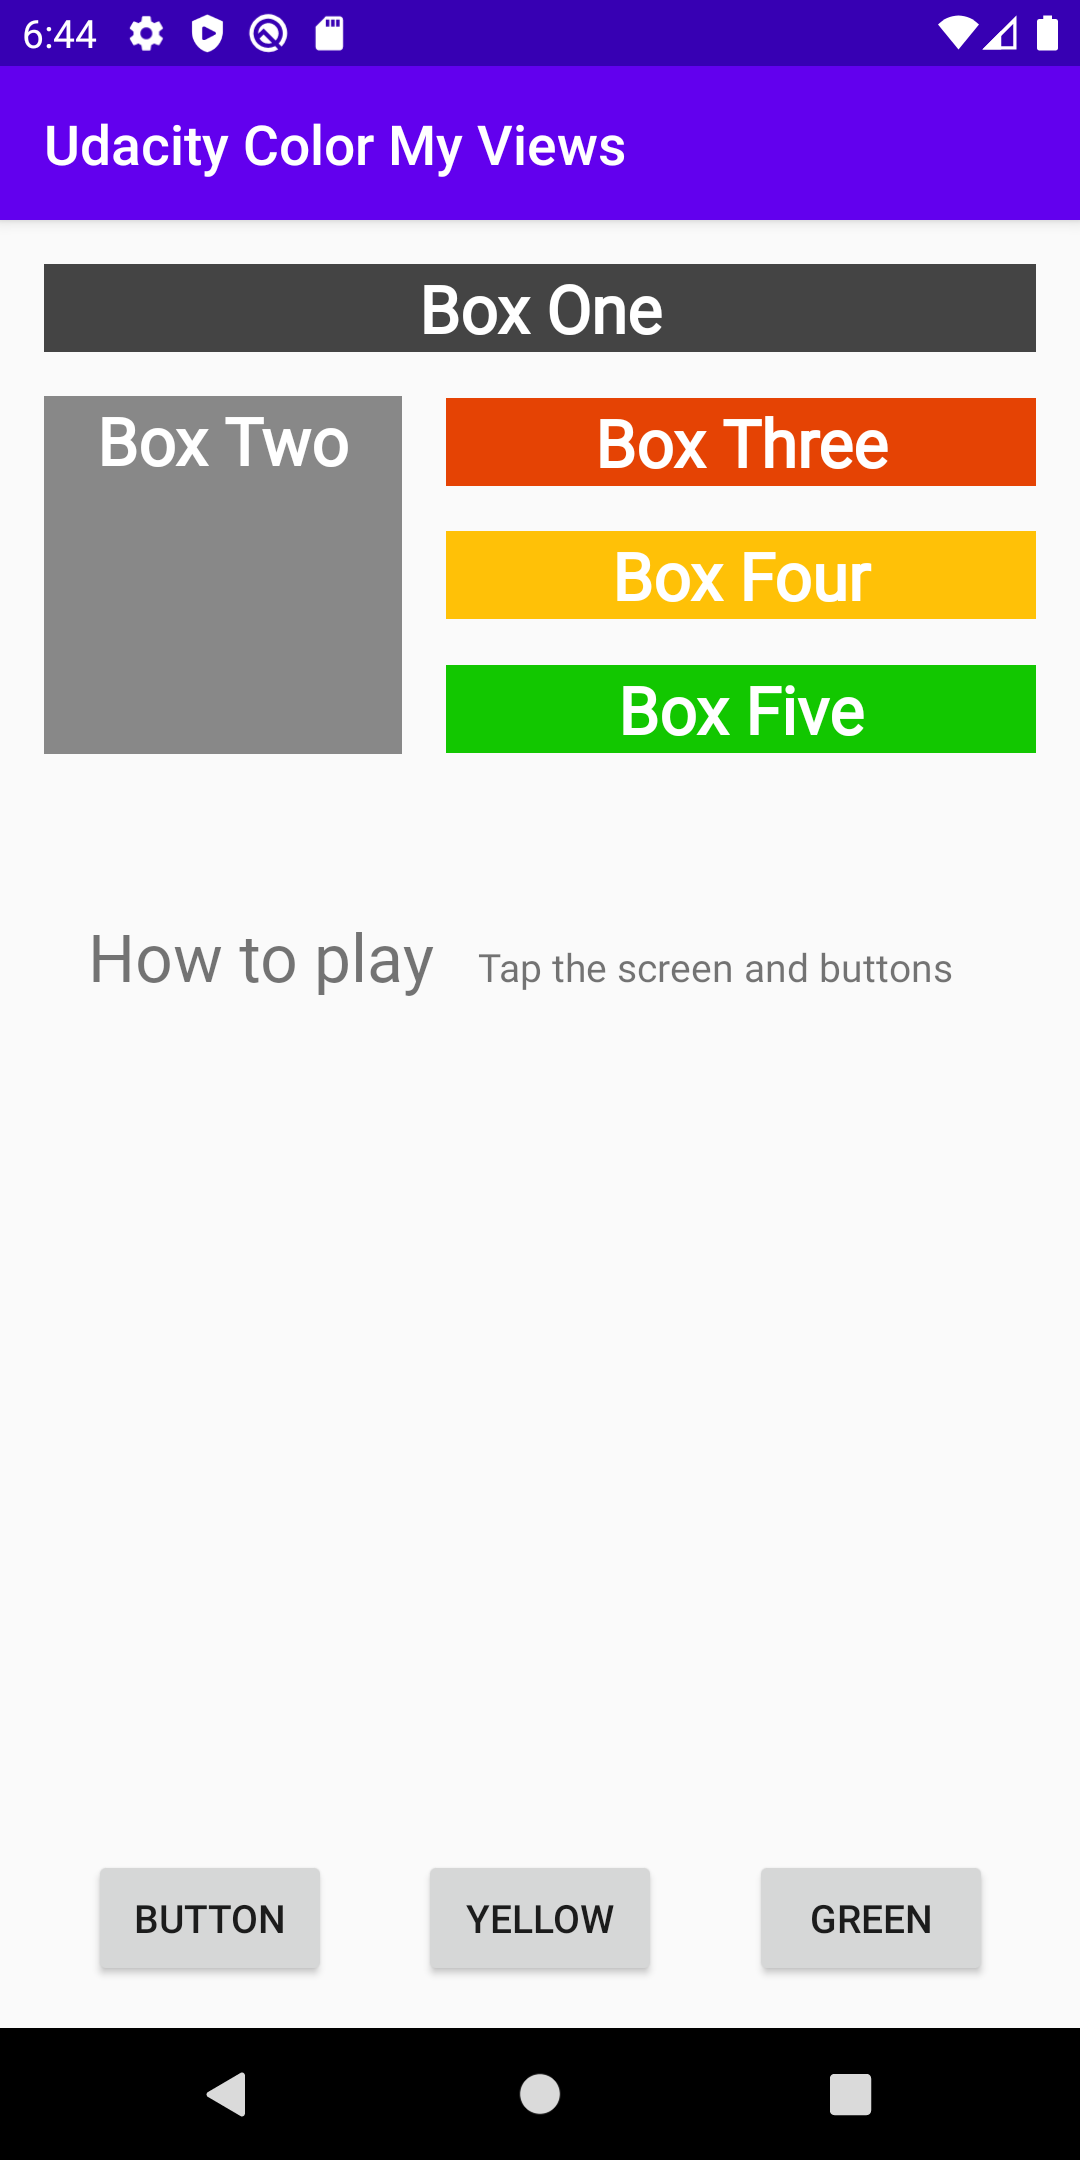 6:44
Udacity Color My Views
Box One
Box Two
Box Three
Box Four
Box Five
How to play Tap the screen and buttons
BUTTON YELLOW GREEN